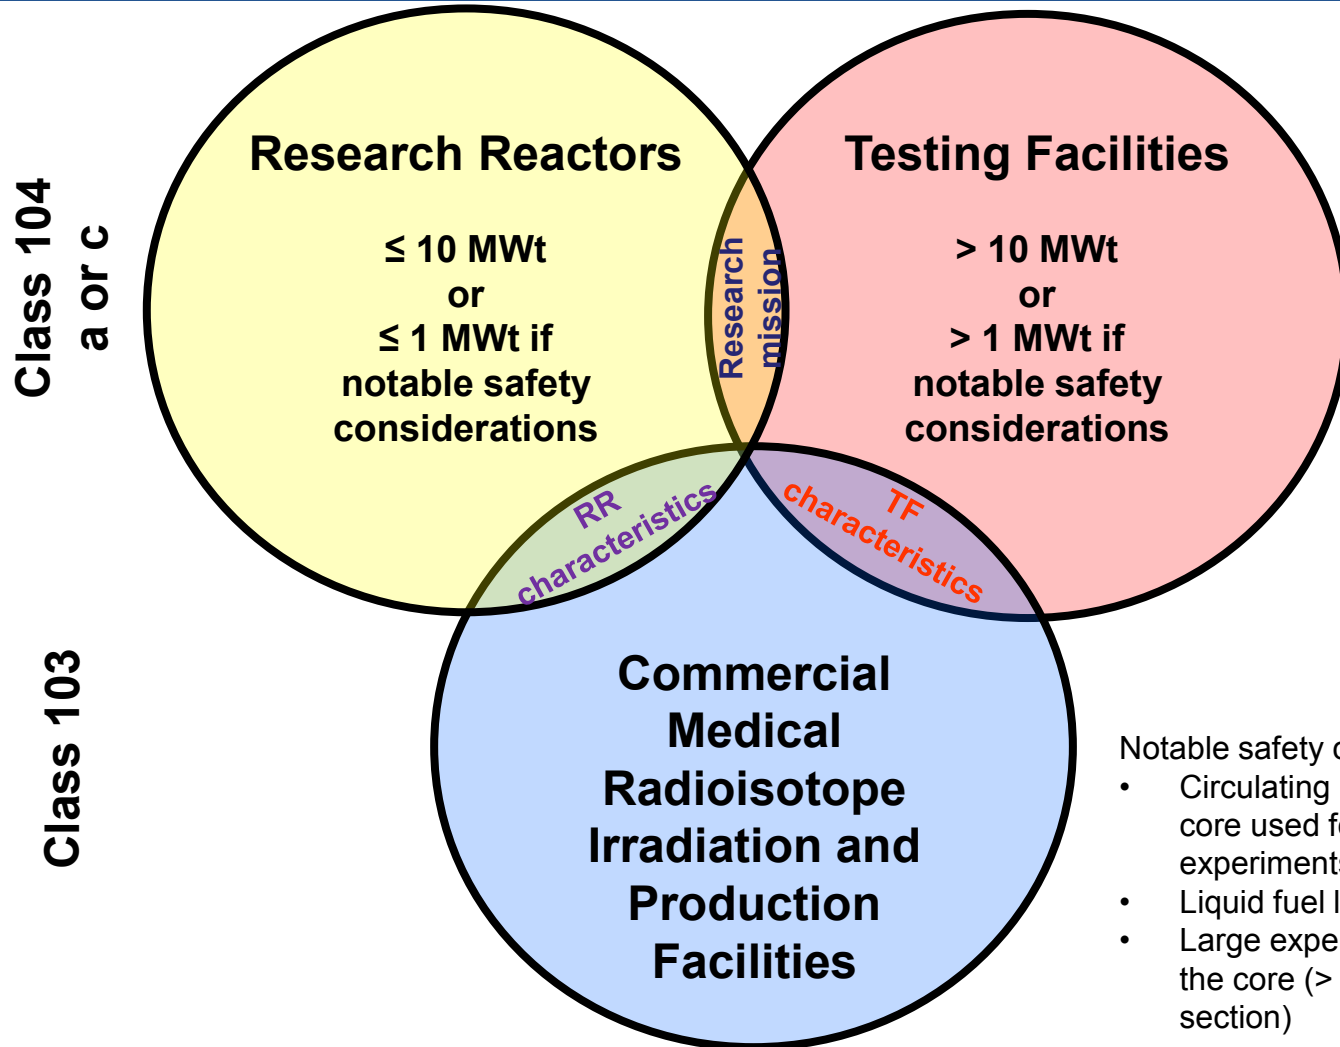 Class 104
a or c
Research Reactors
≤ 10 MWt
or
≤ 1 MWt if
notable safety
considerations
Research
mission
Testing Facilities
> 10 MWt
or
> 1 MWt if
notable safety
considerations
RR
characteristics
TF
characteristics
Class 103
Commercial
Medical
Radioisotope
Irradiation and
Production
Facilities
Notable safety
• Circulating
core used
experiments
• Liquid fuel
• Large
the core (>
section)